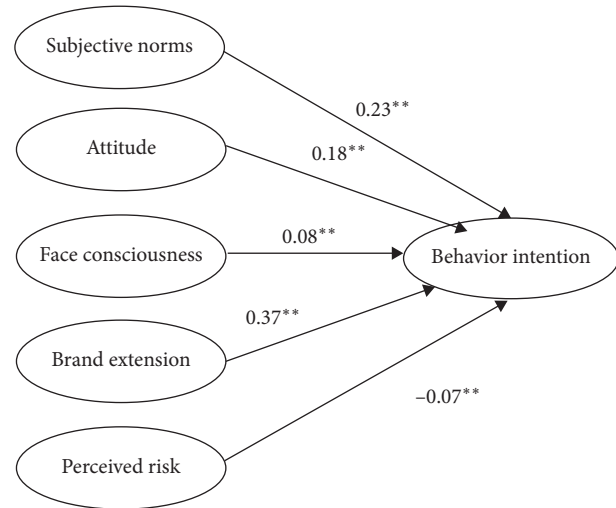 Subjective norms
0.23**
Attitude
0.18**
Face consciousness
0.08**
Behavior intention
0.37**
Brand extension
–0.07**
Perceived risk